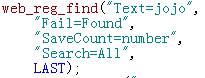 web_reg_find("Text=jojo",
"Fail=Found",
"SaveCount=number",
"Search=All",
LAST);